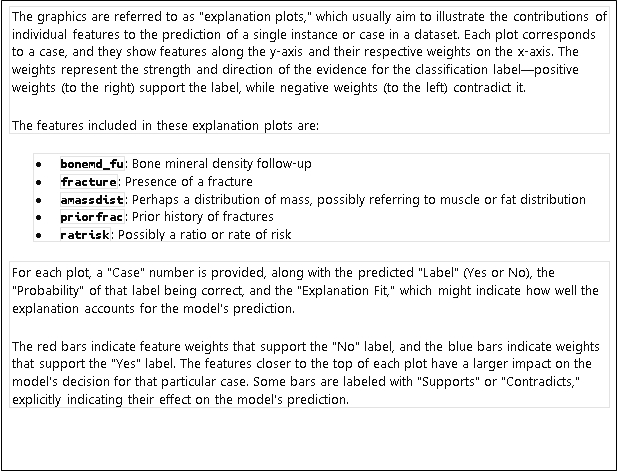 The graphics are referred to as "explanation plots," which usually aim to illustrate the contributions of
individual features to the prediction of a single instance or case in a dataset. Each plot corresponds
to a case, and they show features along the y-axis and their respective weights on the x-axis. The
weights represent the strength and direction of the evidence for the classification label—positive
weights (to the right) support the label, while negative weights (to the left) contradict it.
The features included in these explanation plots are:
• bonemd_fu: Bone mineral density follow-up
• fracture: Presence of a fracture
• amassdist: Perhaps a distribution of mass, possibly referring to muscle or fat distribution
• priorfrac: Prior history of fractures
• ratrisk: Possibly a ratio or rate of risk
For each plot, a "Case" number is provided, along with the predicted "Label" (Yes or No), the
"Probability" of that label being correct, and the "Explanation Fit," which might indicate how well the
explanation accounts for the model's prediction.
The red bars indicate feature weights that support the "No" label, and the blue bars indicate weights
that support the "Yes" label. The features closer to the top of each plot have a larger impact on the
model's decision for that particular case. Some bars are labeled with "Supports" or "Contradicts,"
explicitly indicating their effect on the model's prediction.